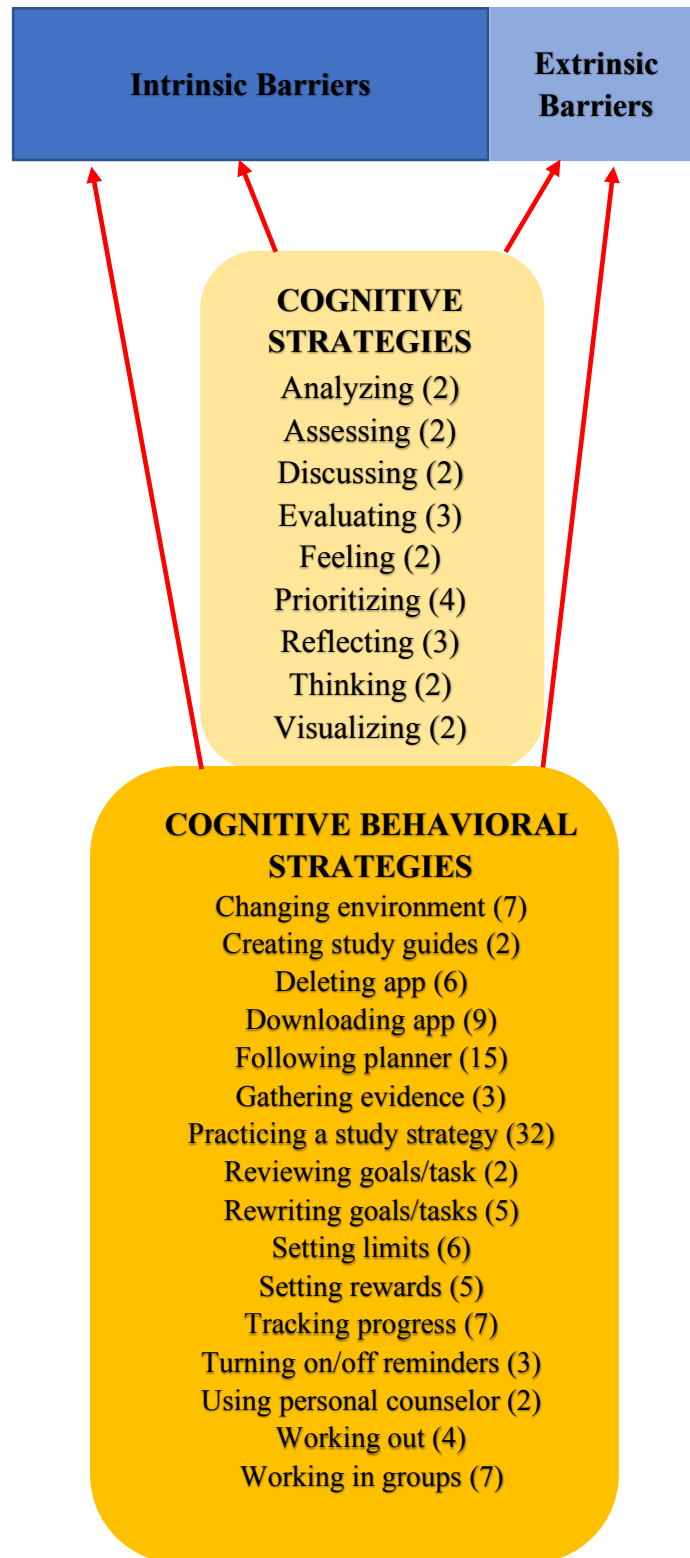 Intrinsic Barriers
Extrinsic
Barriers
COGNITIVE
STRATEGIES
Analyzing (2)
Assessing (2)
Discussing (2)
Evaluating (3)
Feeling (2)
Prioritizing (4)
Reflecting (3)
Thinking (2)
Visualizing (2)
COGNITIVE BEHAVIORAL
STRATEGIES
Changing environment (7)
Creating study guides (2)
Deleting app (6)
Downloading app (9)
Following planner (15)
Gathering evidence (3)
Practicing a study strategy (32)
Reviewing goals/task (2)
Rewriting goals/tasks (5)
Setting limits (6)
Setting rewards (5)
Tracking progress (7)
Turning on/off reminders (3)
Using personal counselor (2)
Working out (4)
Working in groups (7)